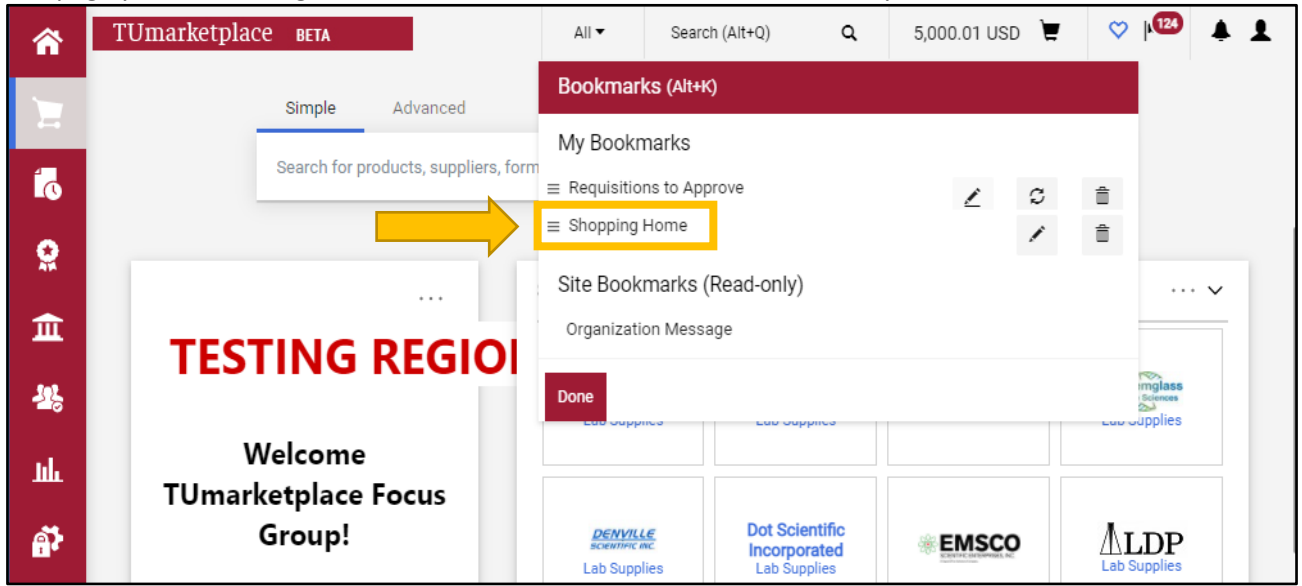 TUmarketplace BETA
All
Search (Alt+Q)
5,000.01 USD
124
Bookmarks (Alt+K)
Simple
Advanced
My Bookmarks
Search for products, suppliers, form
Requisitions to Approve
Shopping Home
Site Bookmarks (Read-only)
...
...
Organization Message
TESTING REGIO
Done
Lab Supplies
Lab Supplies
mglass
Sciences
Lab Supplies
Welcome
TUmarketplace Focus
Group!
DENVILLE
SCIENTIFIC INC.
Lab Supplies
Dot Scientific
Incorporated
Lab Supplies
EMSCO
LDP
Lab Supplies